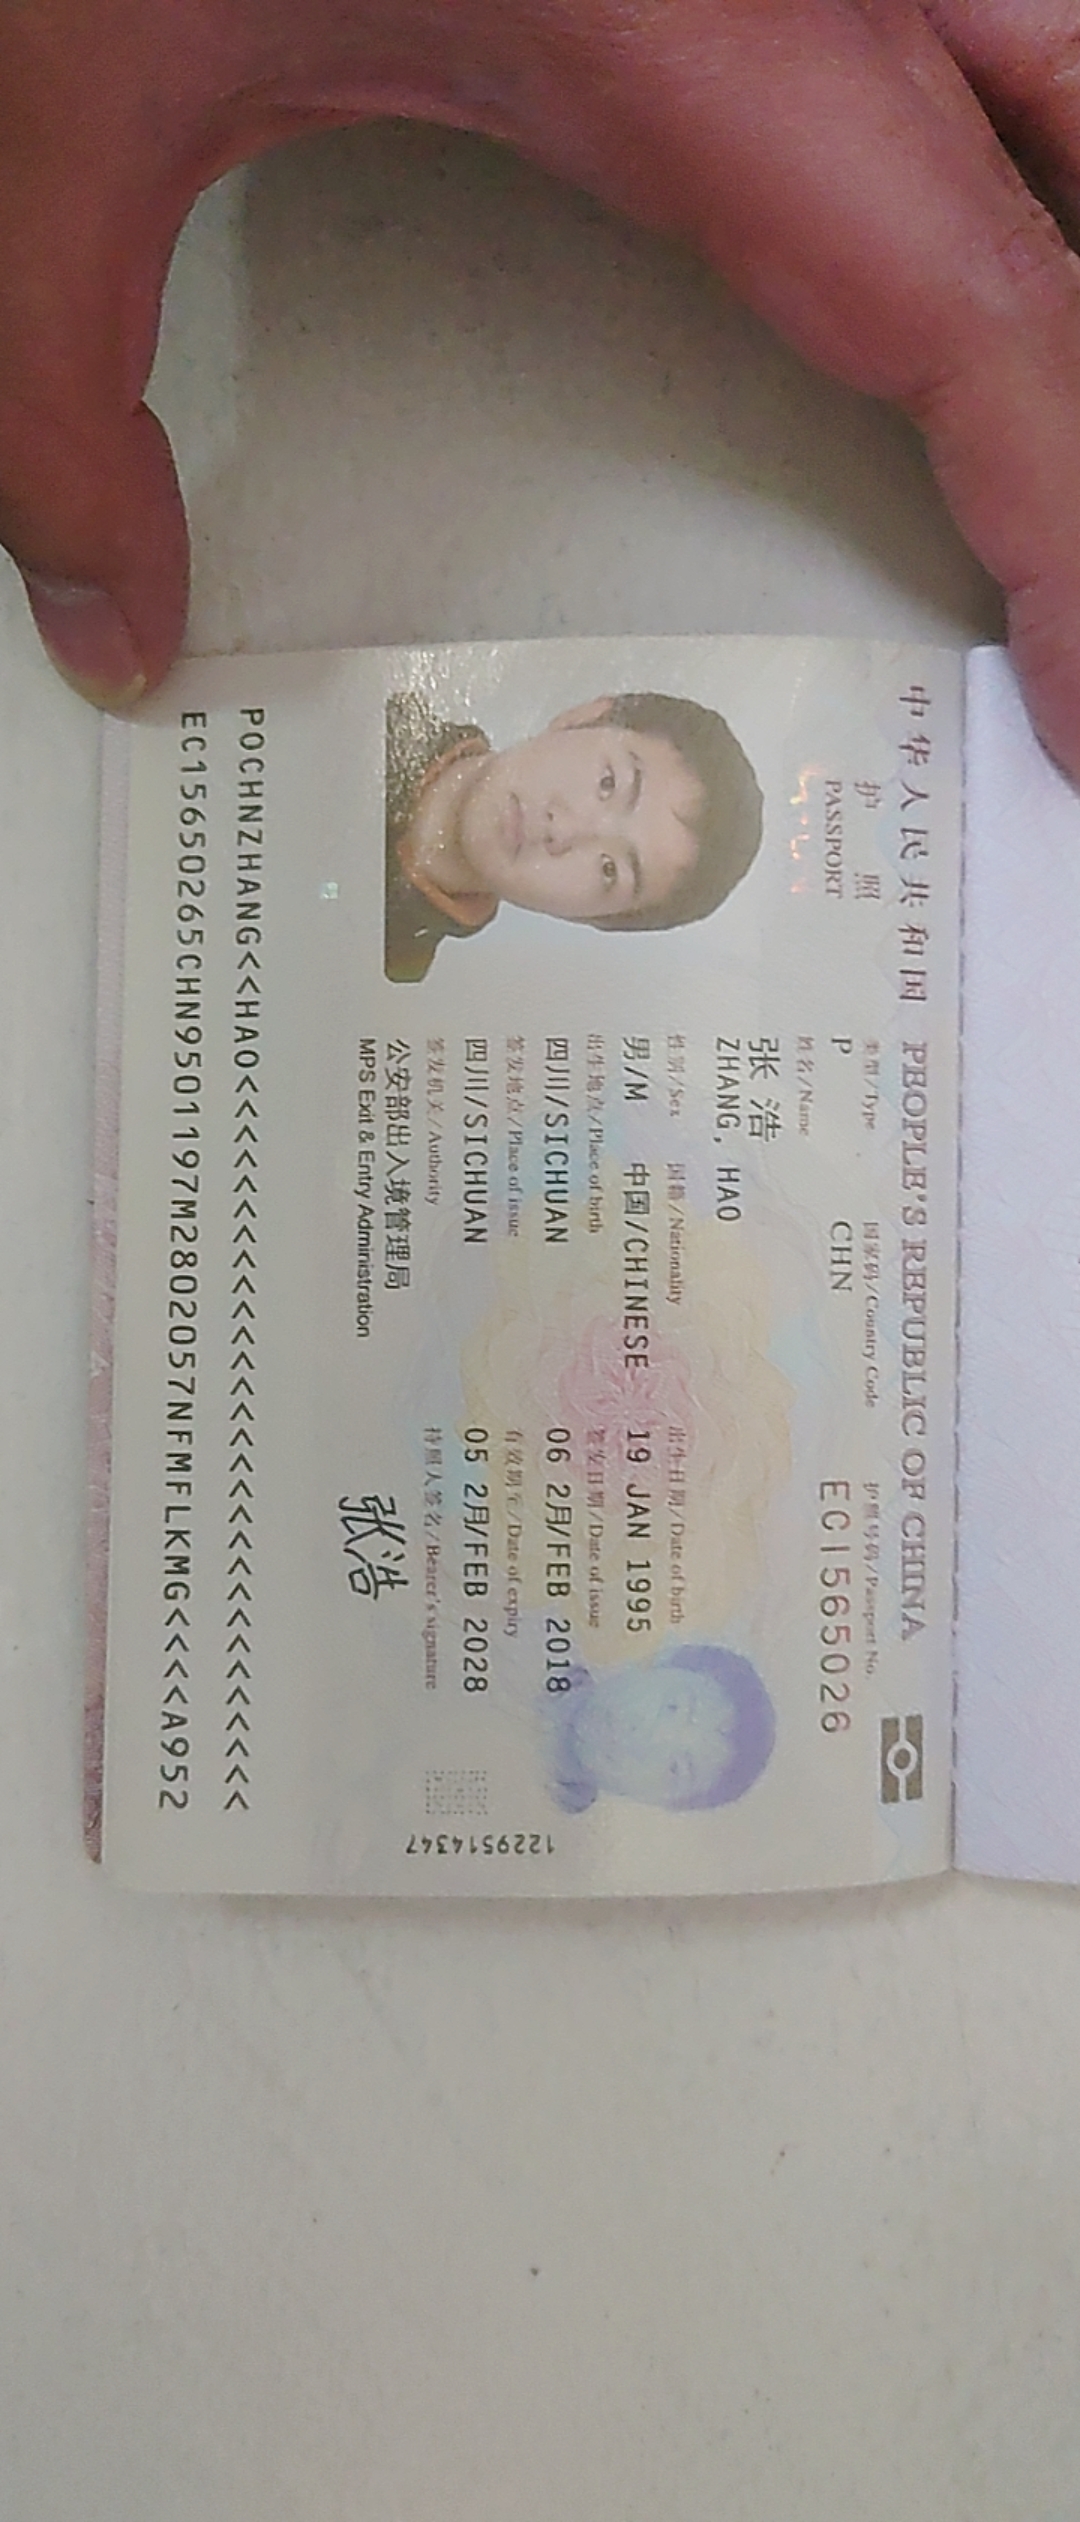 中华人民共和国 PEOPLE'S REPUBLIC OF CHINA
护 照
PASSPORT
类型/Type 国家码/Country Code 护照号码/Passport No.
P CHN EC1565026
姓名/Name
张浩
ZHANG, HAO
性别/Sex 国籍/Nationality 出生日期/Date of birth
男/M 中国/CHINESE 19 JAN 1995
出生地点/Place of birth 签发日期/Date of issue
四川/SICHUAN 06 2月/FEB 2018
签发地点/Place of issue 有效期至/Date of expiry
四川/SICHUAN 05 2月/FEB 2028
签发机关/Authority 持照人签名/Bearer's signature
公安部出入境管理局
MPS Exit & Entry Administration
张浩
1229514347
POCHNZHANG<<HAO<<<<<<<<<<<<<<<<<<<<<<<<<<<<<
EC15650265CHN9501197M2802057NFMFLKMG<<<<A952